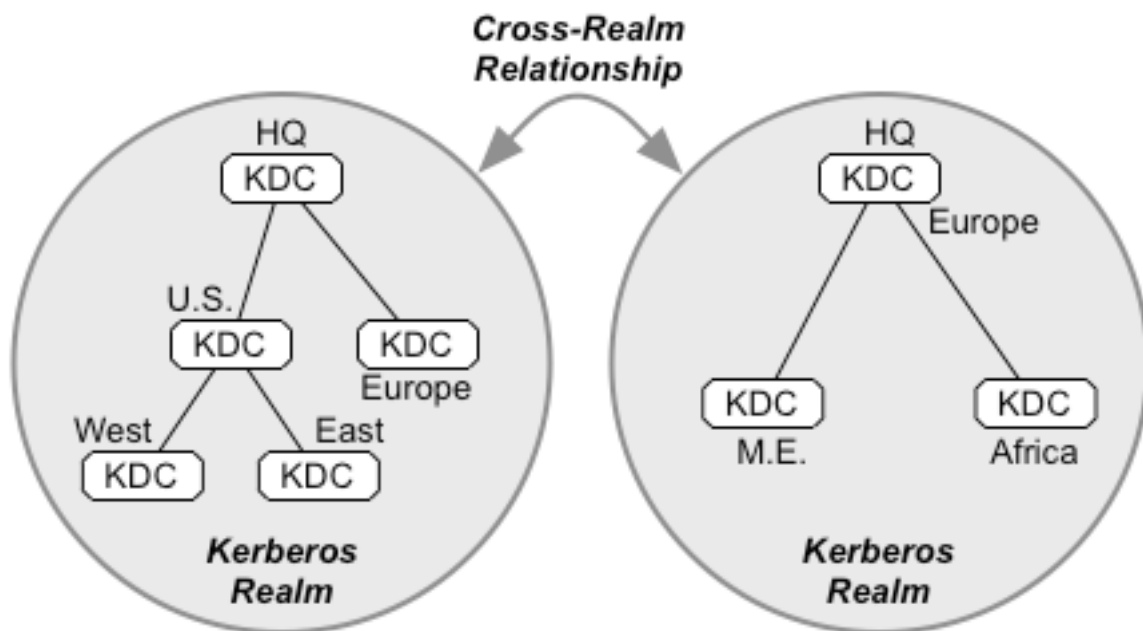 Cross-Realm
Relationship
HQ
KDC
U.S.
KDC
KDC
Europe
West
East
KDC
KDC
Kerberos
Realm
HQ
KDC
Europe
KDC
KDC
M.E.
Africa
Kerberos
Realm